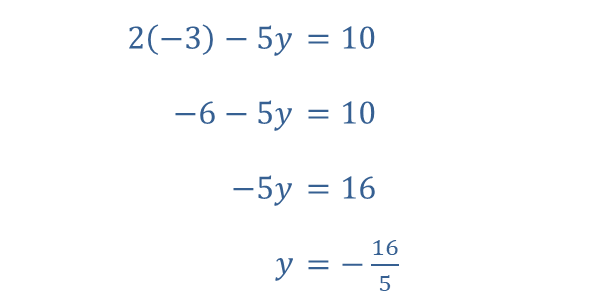 2(−3) − 5y = 10
−6 − 5y = 10
−5y = 16
y = − 16/5